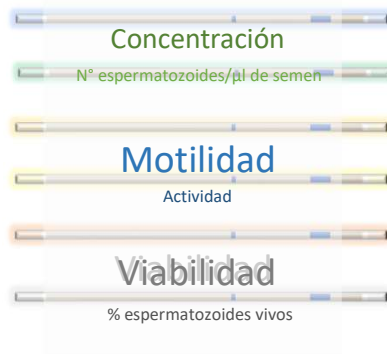 Concentración
N° espermatozoides/µl de semen
Motilidad
Actividad
Viabilidad
% espermatozoides vivos